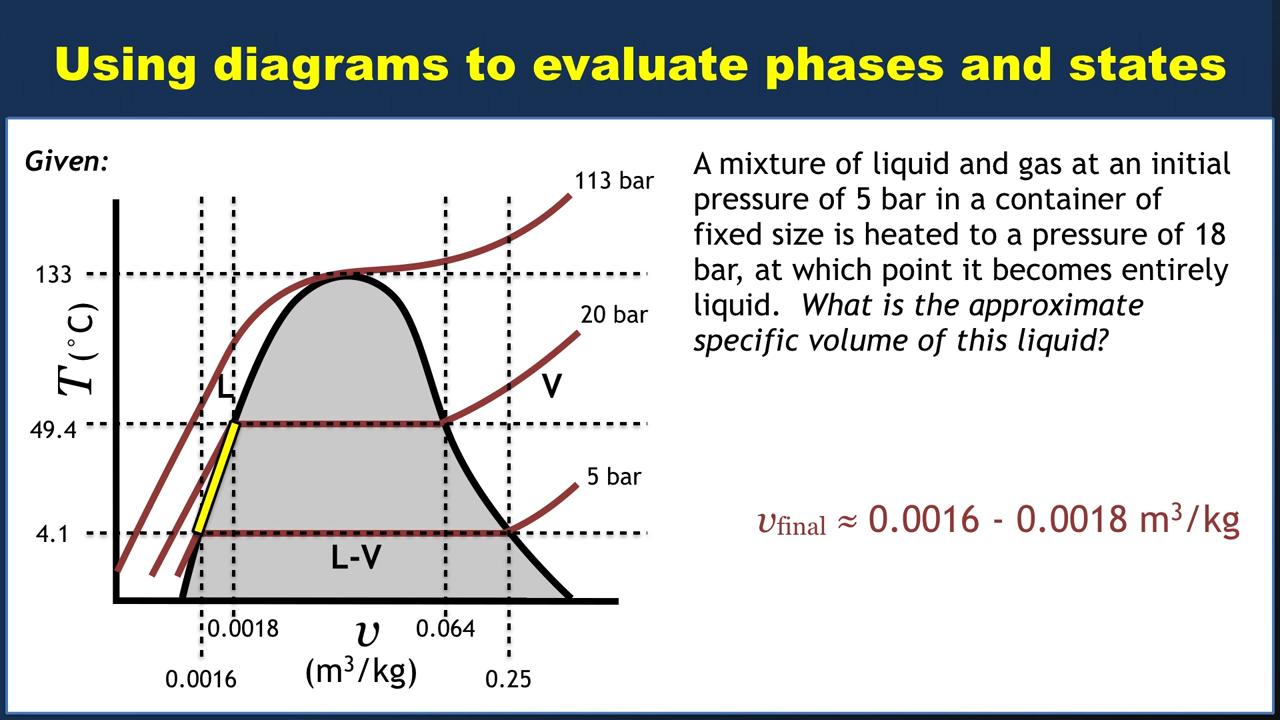 Using diagrams to evaluate phases and states
Given:
A mixture of liquid and gas at an initial
pressure of 5 bar in a container of
fixed size is heated to a pressure of 18
bar, at which point it becomes entirely
liquid. What is the approximate
specific volume of this liquid?
113 bar
133
20 bar
T (°C)
L
V
49.4
5 bar
4.1
L-V
υfinal ≈ 0.0016 - 0.0018 m³/kg
0.0018
υ
0.064
(m³/kg)
0.0016
0.25